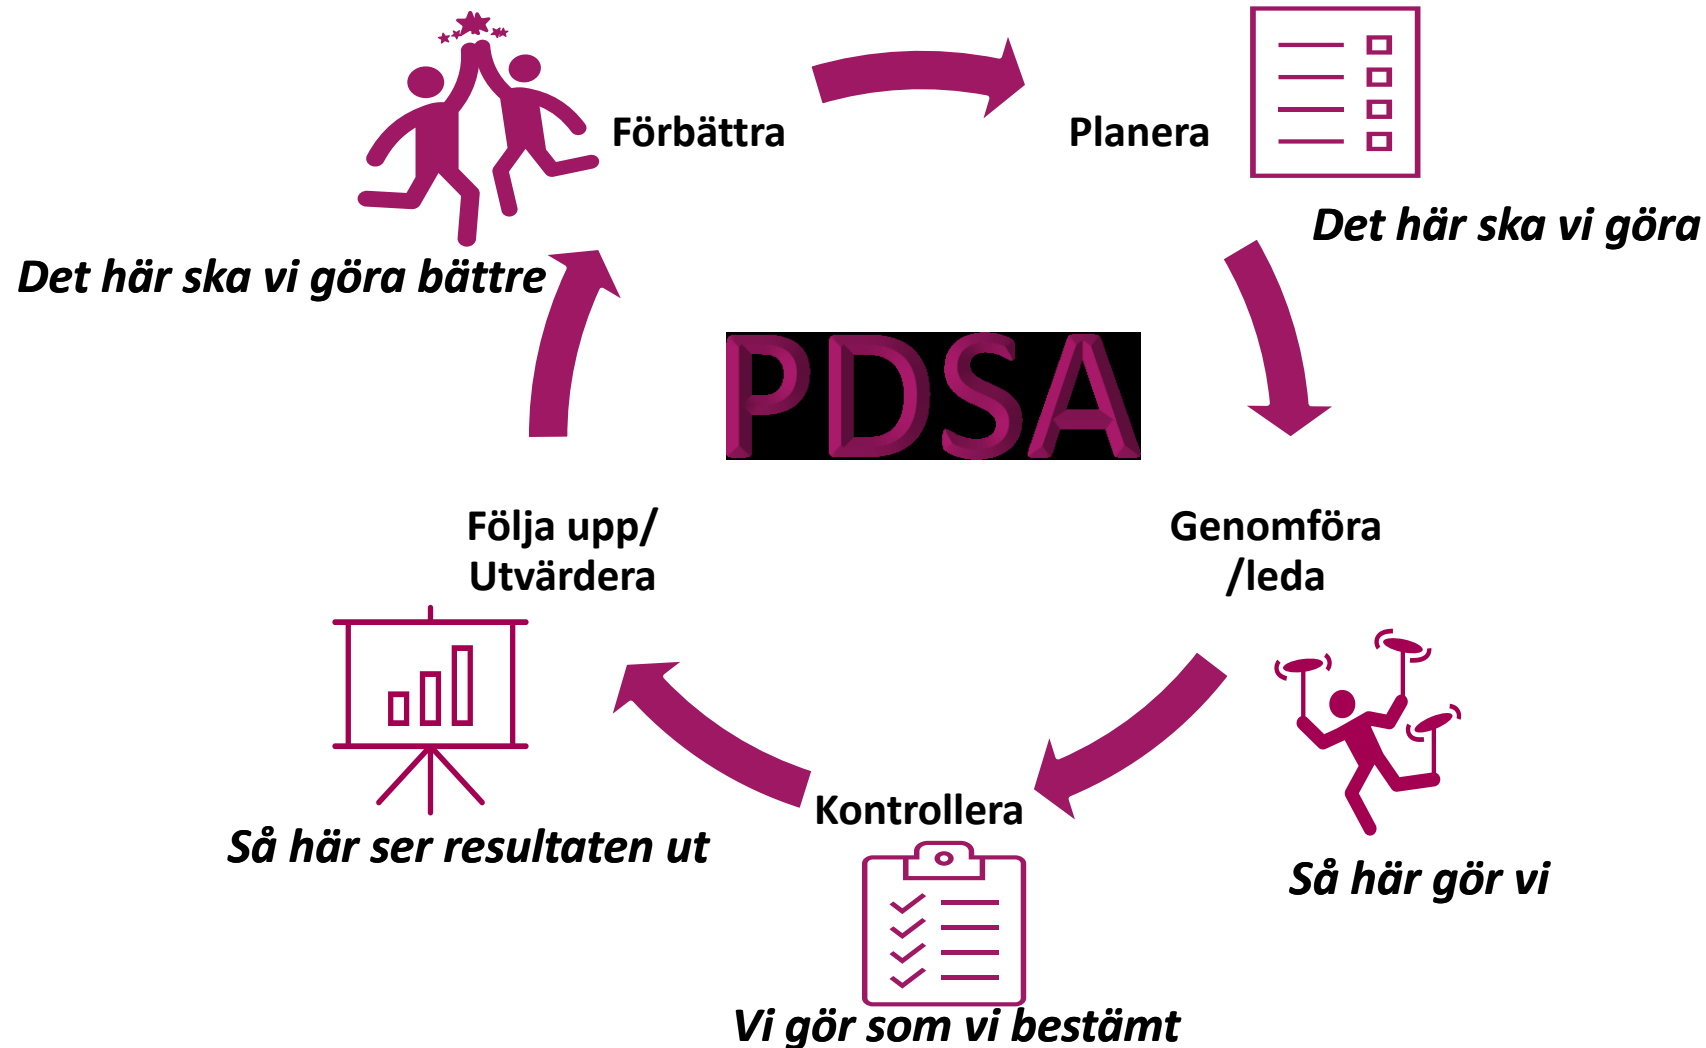 Förbättra
Planera
Det här ska vi göra
Det här ska vi göra bättre
PDSA
Följa upp/
Utvärdera
Genomföra
/leda
Kontrollera
Så här ser resultaten ut
Så här gör vi
Vi gör som vi bestämt